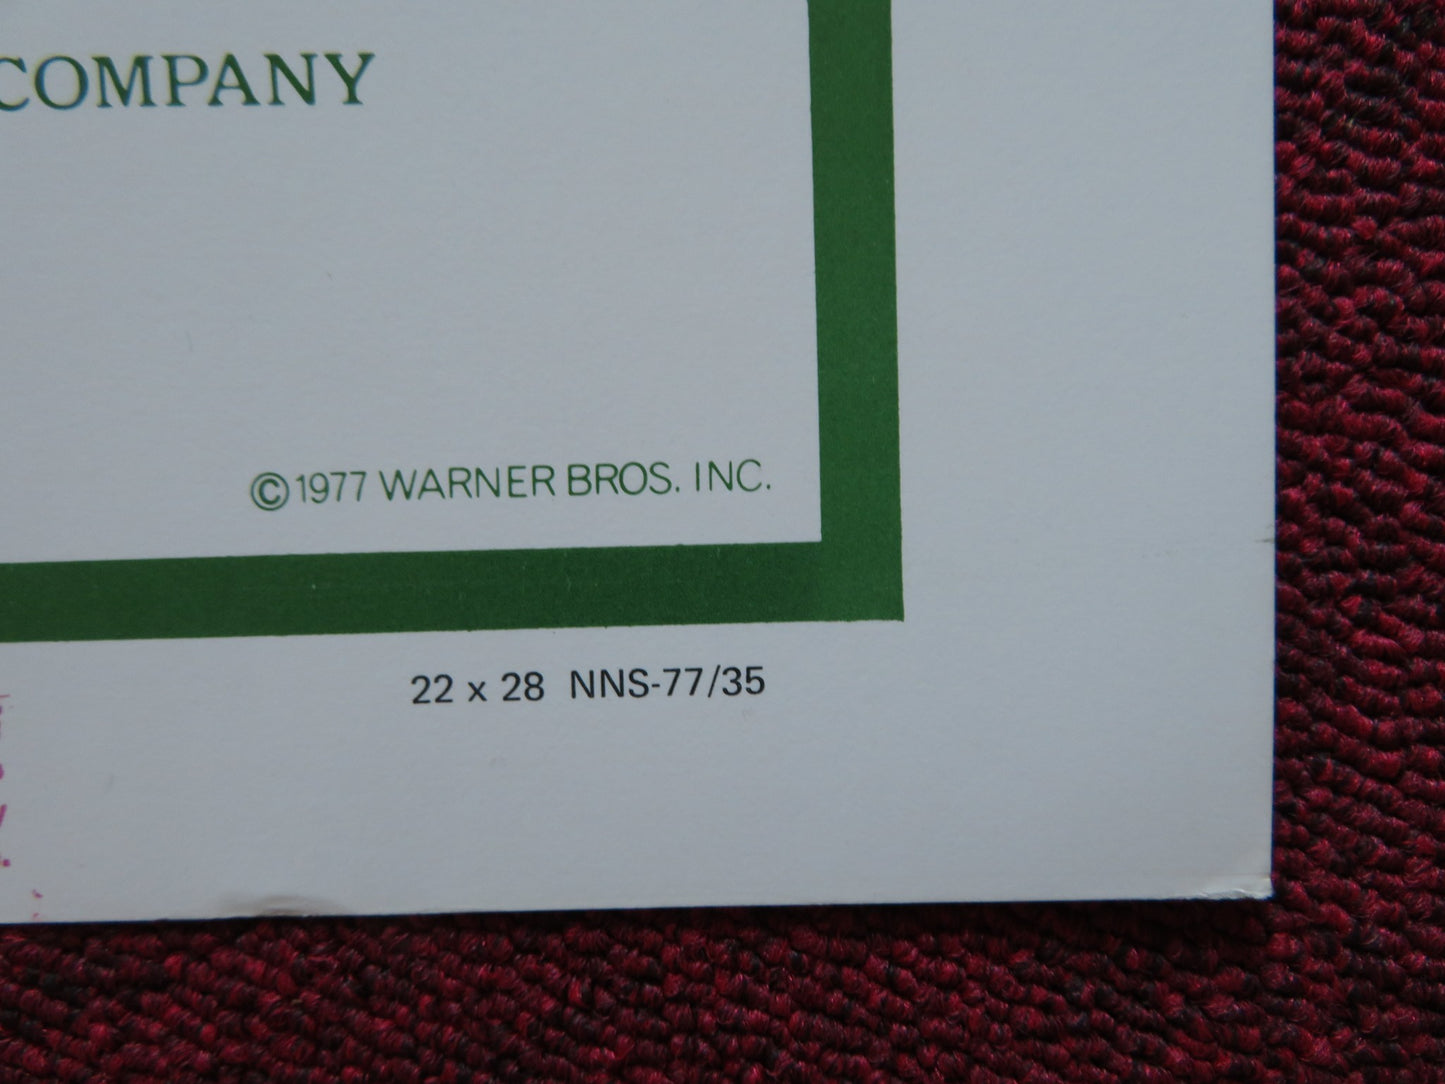 COMPANY
©1977 WARNER BROS. INC.
22 x 28 NNS-77/35